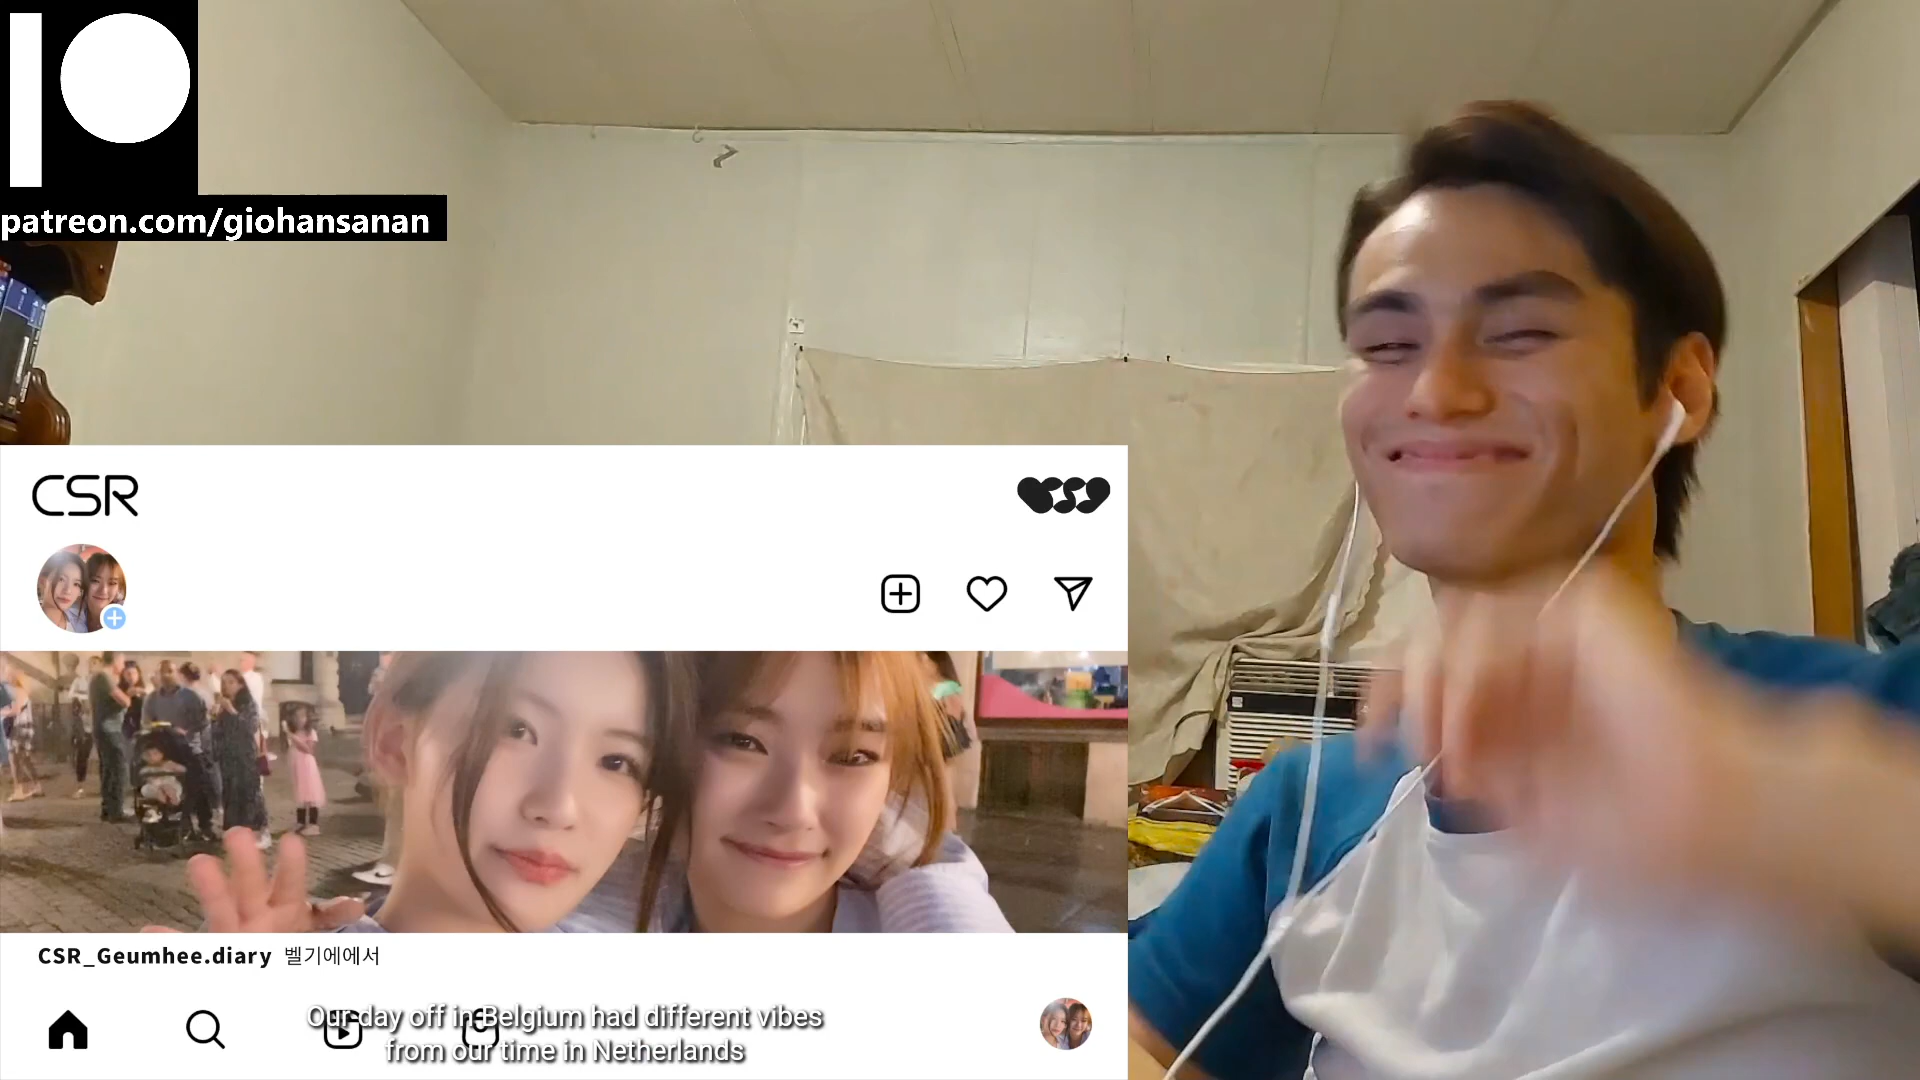 patreon.com/giohansanan
CSR
CSR_Geumhee.diary 벨기에에서
Our day off in Belgium had different vibes
from our time in Netherlands